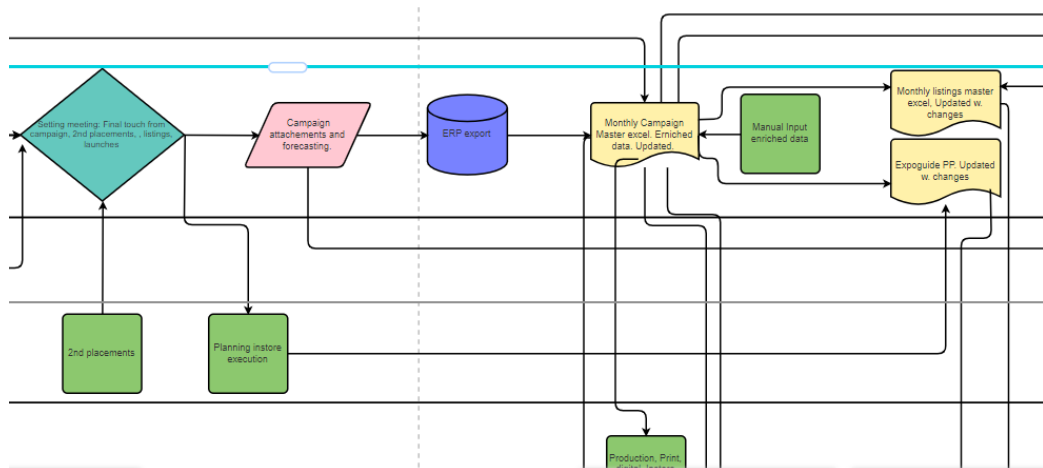 Setting meeting: Final touch from
campaign, 2nd placements, , listings,
launches
Campaign
attachements and
forecasting.
ERP export
Monthly Campaign
Master excel. Enriched
data. Updated.
Manual Input
enriched data
Monthly listings master
excel, Updated w.
changes
Expoguide PP. Updated
w. changes
2nd placements
Planning instore
execution
Production, Print,